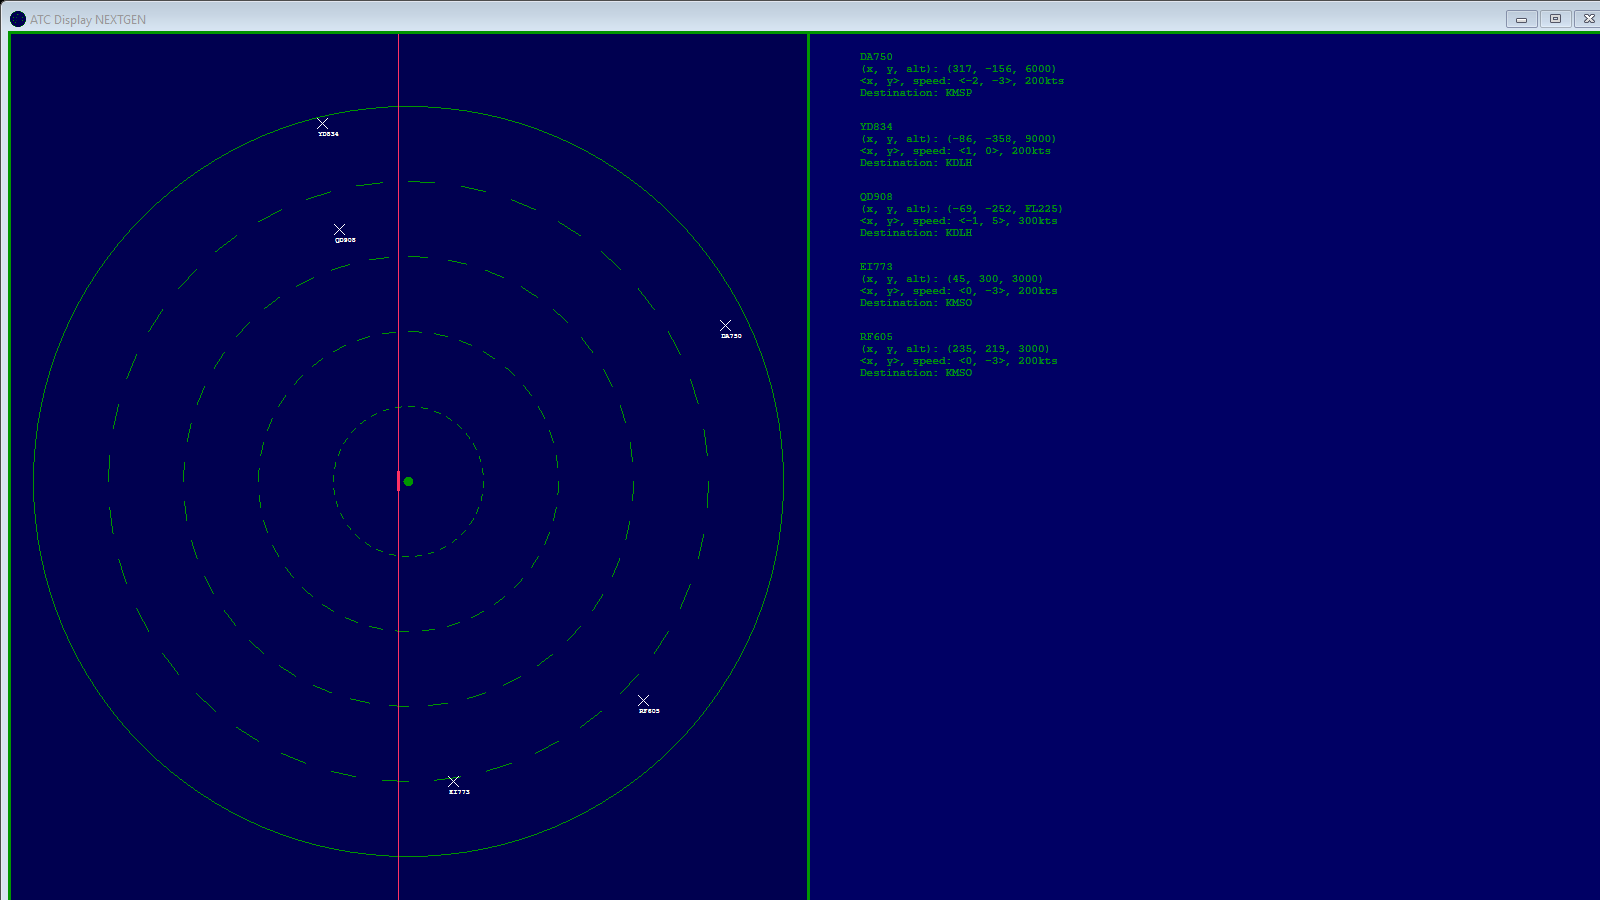 ATC Display NEXTGEN
YD834
QD908
DA750
RF605
EI773
DA750
(x, y, alt): (317, -156, 6000)
<x, y>, speed: <-2, -3>, 200kts
Destination: KMSP
YD834
(x, y, alt): (-86, -358, 9000)
<x, y>, speed: <1, 0>, 200kts
Destination: KDLH
QD908
(x, y, alt): (-69, -252, FL225)
<x, y>, speed: <-1, 5>, 300kts
Destination: KDLH
EI773
(x, y, alt): (45, 300, 3000)
<x, y>, speed: <0, -3>, 200kts
Destination: KMSO
RF605
(x, y, alt): (235, 219, 3000)
<x, y>, speed: <0, -3>, 200kts
Destination: KMSO